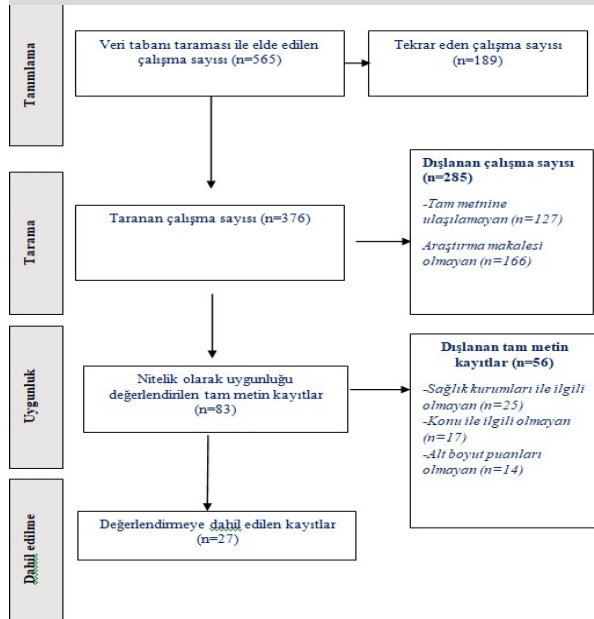 Tanımlama
Veri tabanı taraması ile elde edilen
çalışma sayısı (n=565)
Tekrar eden çalışma sayısı
(n=189)
Tarama
Taranan çalışma sayısı (n=376)
Dışlanan çalışma sayısı
(n=285)
-Tam metnine
ulaşılamayan (n=127)
Araştırma makalesi
olmayan (n=166)
Uygunluk
Nitelik olarak uygunluğu
değerlendirilen tam metin kayıtlar
(n=83)
Dışlanan tam metin
kayıtlar (n=56)
-Sağlık kurumları ile ilgili
olmayan (n=25)
-Konu ile ilgili olmayan
(n=17)
-Alt boyut puanları
olmayan (n=14)
Dahil edilme
Değerlendirmeye dahil edilen kayıtlar
(n=27)